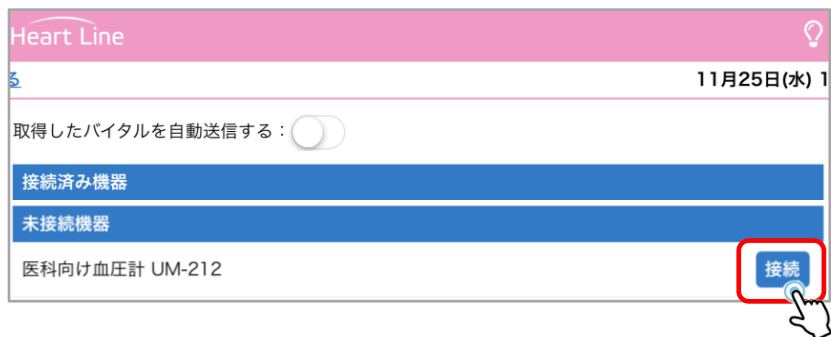 Heart Line
る
11月25日(水) 1
取得したバイタルを自動送信する：
接続済み機器
未接続機器
医科向け血圧計 UM-212
接続